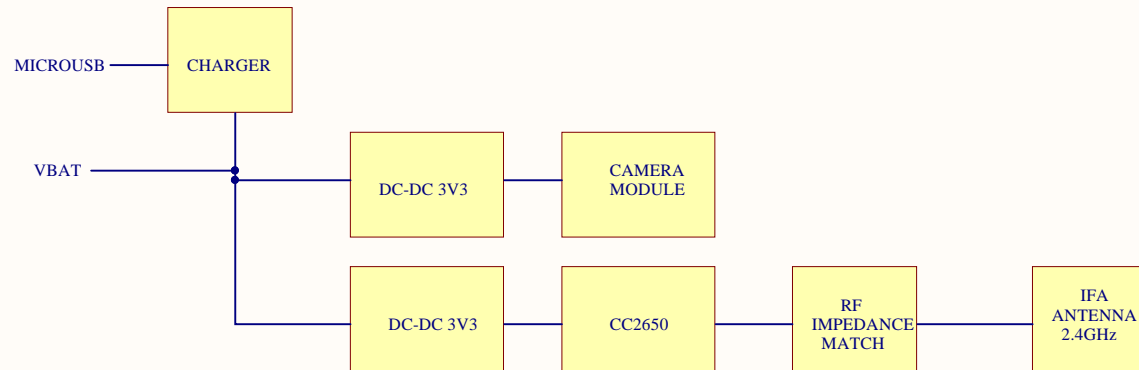 MICROUSB
CHARGER
VBAT
DC-DC 3V3
CAMERA
MODULE
DC-DC 3V3
CC2650
RF
IMPEDANCE
MATCH
IFA
ANTENNA
2.4GHz